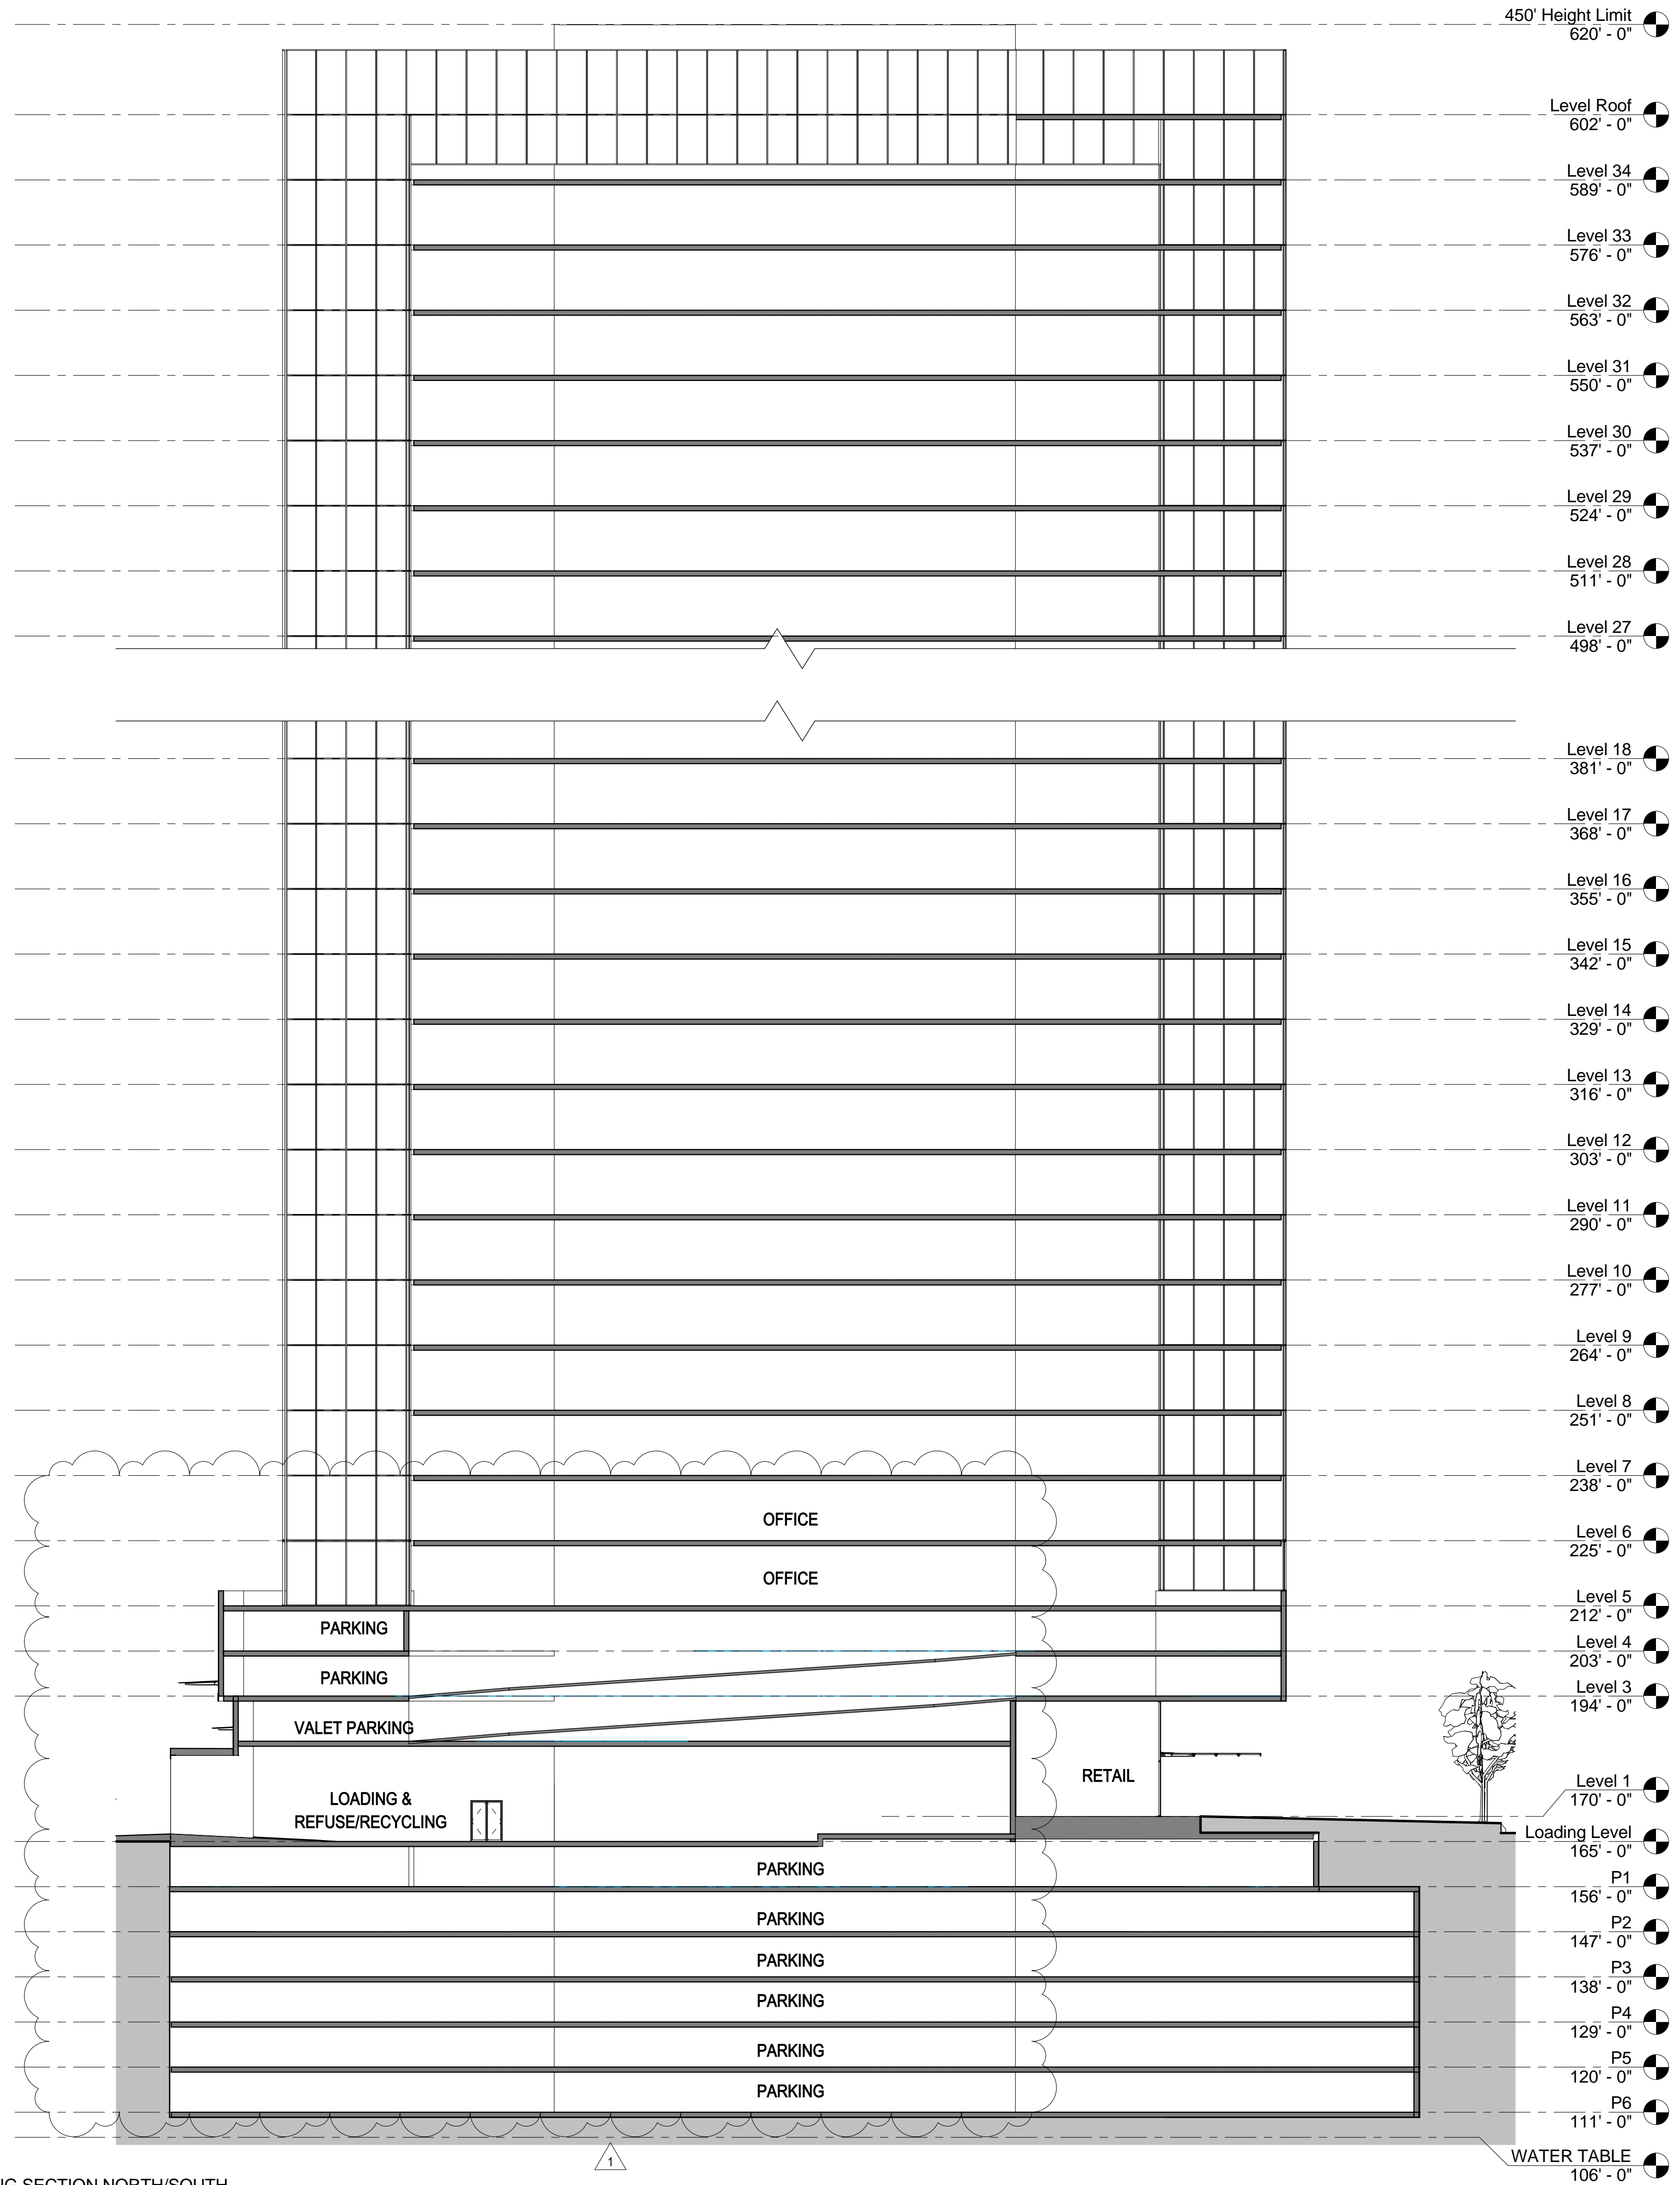 450' Height Limit
620' - 0"
Level Roof
602' - 0"
Level 34
589' - 0"
Level 33
576' - 0"
Level 32
563' - 0"
Level 31
550' - 0"
Level 30
537' - 0"
Level 29
524' - 0"
Level 28
511' - 0"
Level 27
498' - 0"
Level 18
381' - 0"
Level 17
368' - 0"
Level 16
355' - 0"
Level 15
342' - 0"
Level 14
329' - 0"
Level 13
316' - 0"
Level 12
303' - 0"
Level 11
290' - 0"
Level 10
277' - 0"
Level 9
264' - 0"
Level 8
251' - 0"
Level 7
238' - 0"
OFFICE
Level 6
225' - 0"
OFFICE
Level 5
212' - 0"
PARKING
Level 4
203' - 0"
PARKING
Level 3
194' - 0"
VALET PARKING
RETAIL
Level 1
170' - 0"
LOADING &
REFUSE/RECYCLING
Loading Level
165' - 0"
PARKING
P1
156' - 0"
PARKING
P2
147' - 0"
PARKING
P3
138' - 0"
PARKING
P4
129' - 0"
PARKING
P5
120' - 0"
PARKING
P6
111' - 0"
1
WATER TABLE
106' - 0"
SECTION NORTH/SOUTH